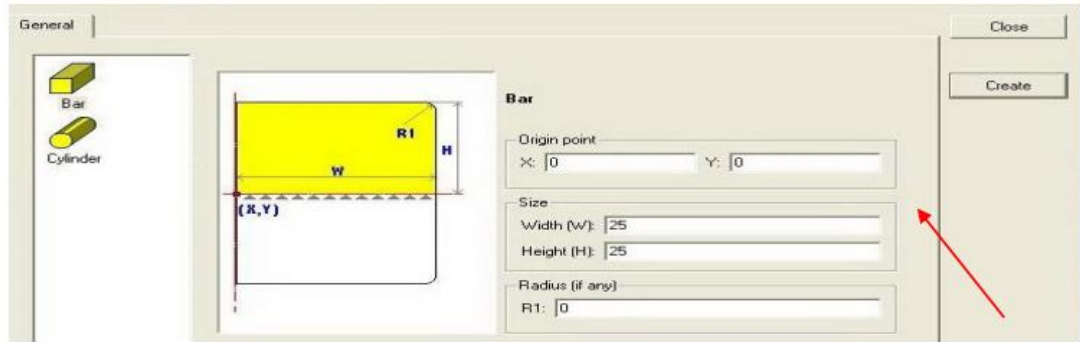 General
Close
Create
Bar
Cylinder
R1
H
W
(X,Y)
Bar
Origin point
X: 0 Y: 0
Size
Width (W): 25
Height (H): 25
Radius (if any)
R1: 0